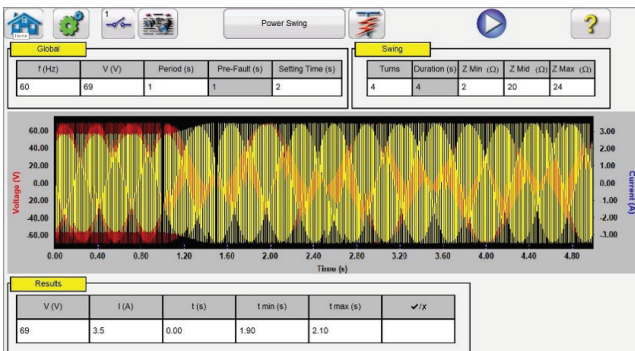 Home
1
Power Swing
?
Global
f (Hz) V (V) Period (s) Pre-Fault (s) Setting Time (s)
60 69 1 1 2
Swing
Turns Duration (s) Z Min (Ω) Z Mid (Ω) Z Max (Ω)
4 4 2 20 24
Voltage (V)
60.00
40.00
20.00
0.00
-20.00
-40.00
-60.00
3.00
2.00
1.00
0.00
-1.00
-2.00
-3.00
Current (A)
0.00 0.40 0.80 1.20 1.60 2.00 2.40 2.80 3.20 3.60 4.00 4.40 4.80
Time (s)
Results
V (V) I (A) t (s) t min (s) t max (s) ✓/x
69 3.5 0.00 1.90 2.10